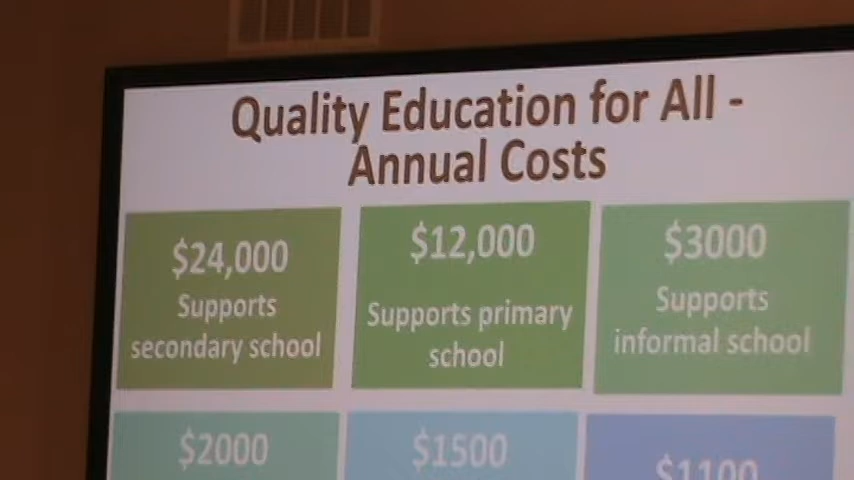 Quality Education for All -
Annual Costs
$24,000
Supports
secondary school
$12,000
Supports primary
school
$3000
Supports
informal school
$2000
$1500
$1100